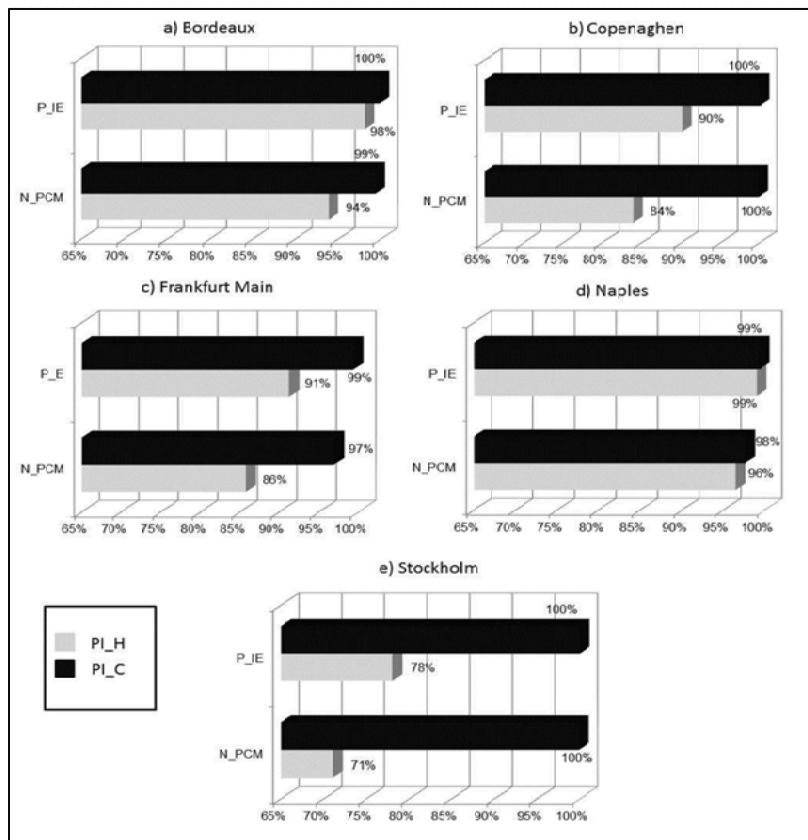 a) Bordeaux
100%
P_IE
98%
99%
N_PCM
94%
65% 70% 75% 80% 85% 90% 95% 100%
b) Copenaghen
100%
P_IE
90%
N_PCM
84% 100%
65% 70% 75% 80% 85% 90% 95% 100%
c) Frankfurt Main
P_E
91% 99%
97%
N_PCM
86%
65% 70% 75% 80% 85% 90% 95% 100%
d) Naples
99%
P_IE
99%
98%
N_PCM
96%
65% 70% 75% 80% 85% 90% 95% 100%
e) Stockholm
100%
P_IE
78%
N_PCM
71% 100%
65% 70% 75% 80% 85% 90% 95% 100%
PI_H
PI_C